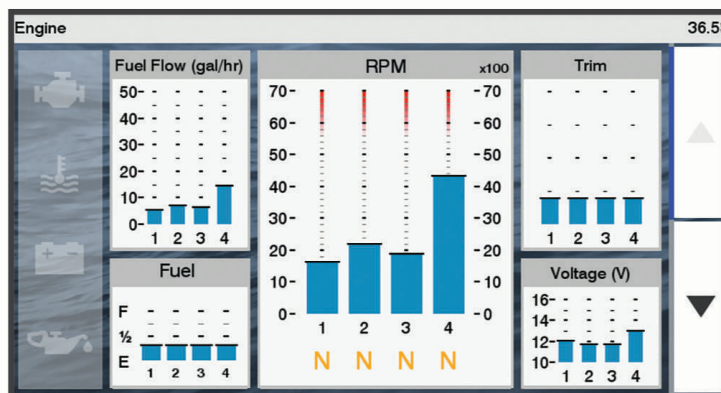 Engine
36.5
Fuel Flow (gal/hr)
50
40
30
20
10
0
1 2 3 4
RPM
x100
70 70
60 60
50 50
40 40
30 30
20 20
10 10
0 0
1 2 3 4
N N N N
Trim
1 2 3 4
Fuel
F
½
E
1 2 3 4
Voltage (V)
16
14
12
10
1 2 3 4